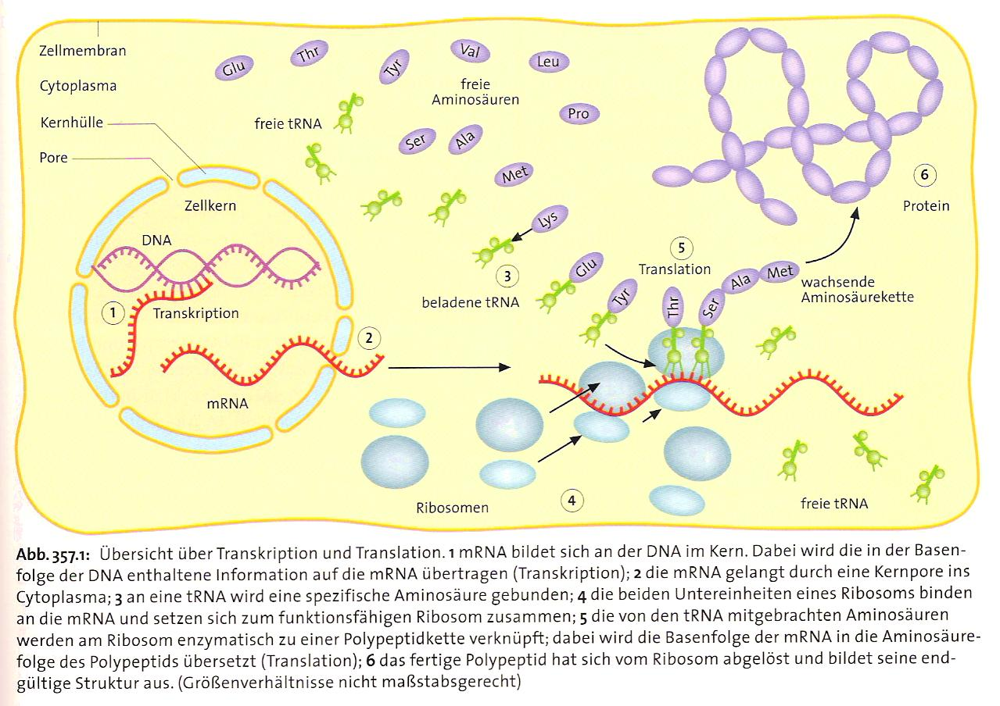 Zellmembran
Cytoplasma
Kernhülle
Pore
Glu
Thr
Tyr
Val
Leu
freie
Aminosäuren
Pro
freie tRNA
Ser
Ala
Met
Zellkern
DNA
1
Transkription
2
mRNA
Lys
3
beladene tRNA
Glu
Tyr
5
Translation
Thr
Ser
Ala
Met
wachsende
Aminosäurekette
6
Protein
Ribosomen
4
freie tRNA
Abb. 357.1: Übersicht über Transkription und Translation. 1 mRNA bildet sich an der DNA im Kern. Dabei wird die in der Basen-
folge der DNA enthaltene Information auf die mRNA übertragen (Transkription); 2 die mRNA gelangt durch eine Kernpore ins
Cytoplasma; 3 an eine tRNA wird eine spezifische Aminosäure gebunden; 4 die beiden Untereinheiten eines Ribosoms binden
an die mRNA und setzen sich zum funktionsfähigen Ribosom zusammen; 5 die von den tRNA mitgebrachten Aminosäuren
werden am Ribosom enzymatisch zu einer Polypeptidkette verknüpft; dabei wird die Basenfolge der mRNA in die Aminosäure-
folge des Polypeptids übersetzt (Translation); 6 das fertige Polypeptid hat sich vom Ribosom abgelöst und bildet seine end-
gültige Struktur aus. (Größenverhältnisse nicht maßstabsgerecht)